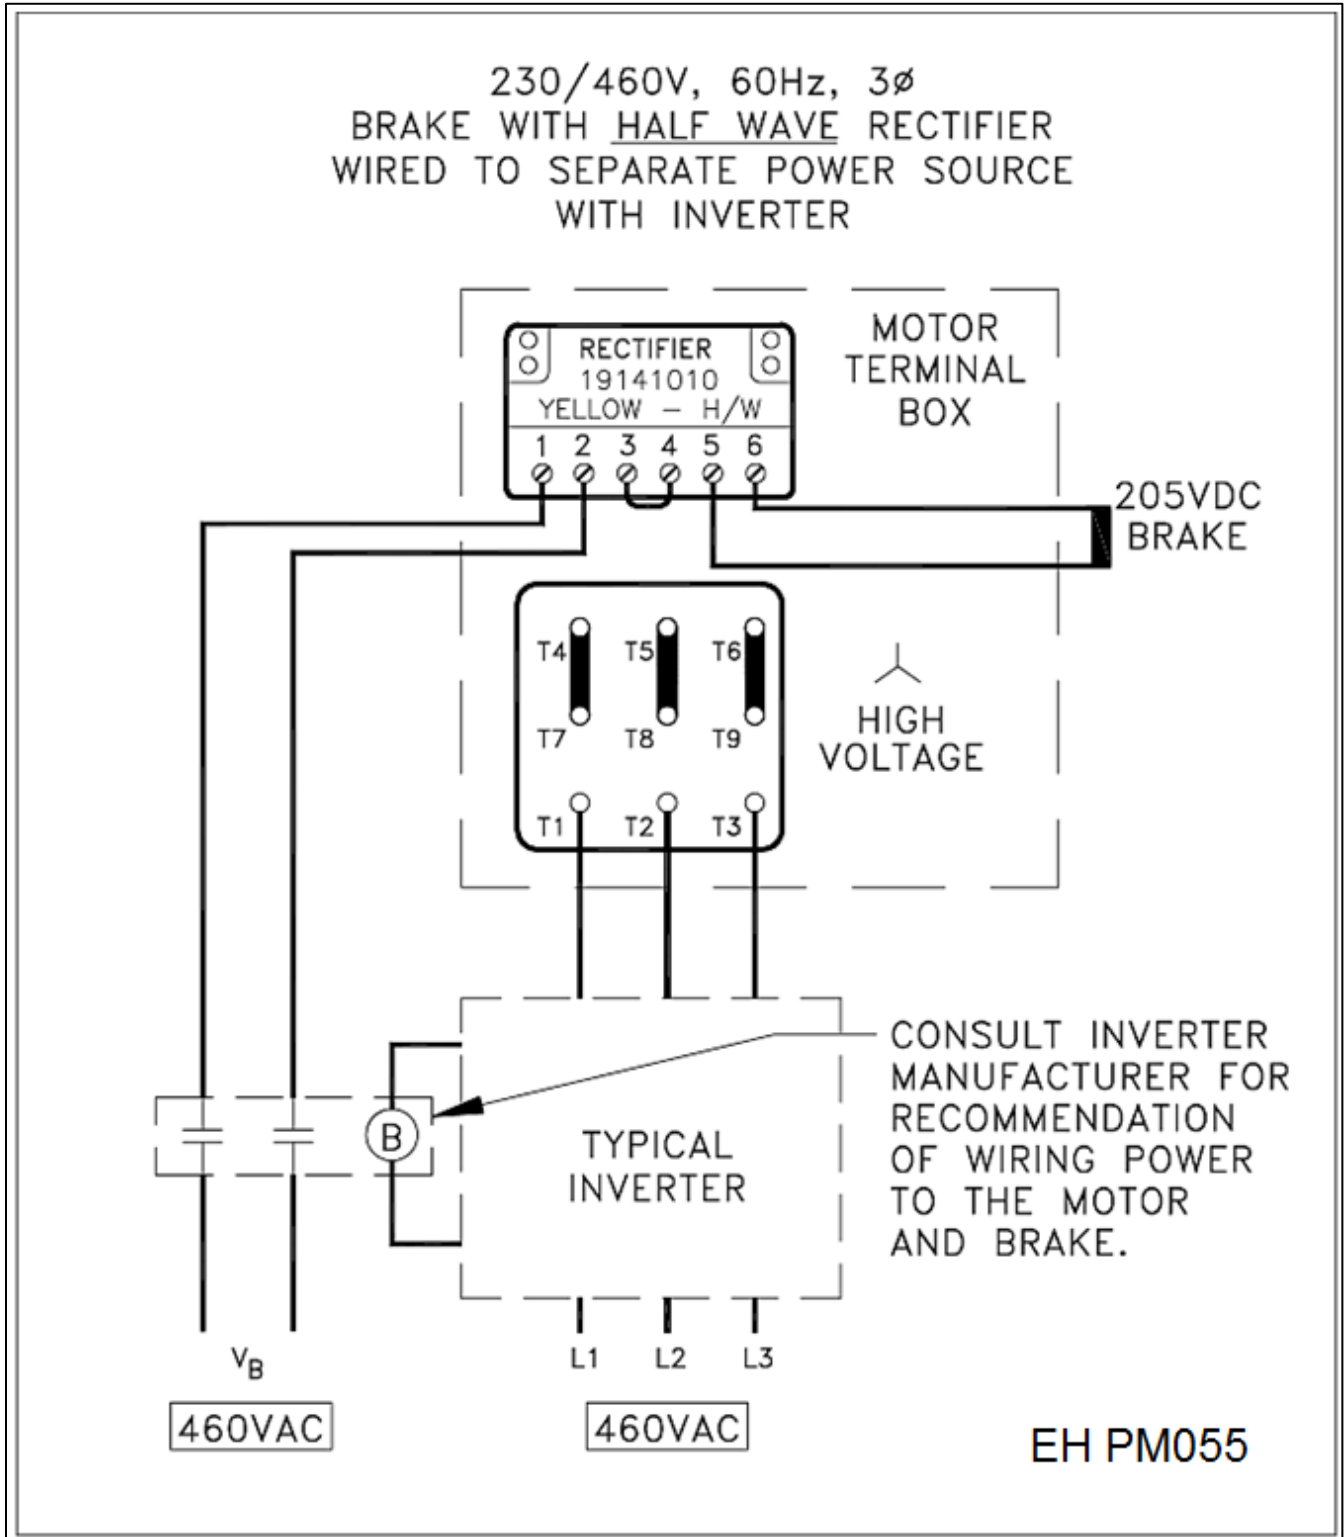 230/460V, 60Hz, 3ø
BRAKE WITH HALF WAVE RECTIFIER
WIRED TO SEPARATE POWER SOURCE
WITH INVERTER
RECTIFIER
19141010
YELLOW - H/W
1 2 3 4 5 6
MOTOR
TERMINAL
BOX
205VDC
BRAKE
T4 T5 T6
T7 T8 T9
T1 T2 T3
HIGH
VOLTAGE
CONSULT INVERTER
MANUFACTURER FOR
RECOMMENDATION
OF WIRING POWER
TO THE MOTOR
AND BRAKE.
B
TYPICAL
INVERTER
VB
L1 L2 L3
460VAC
460VAC
EH PM055